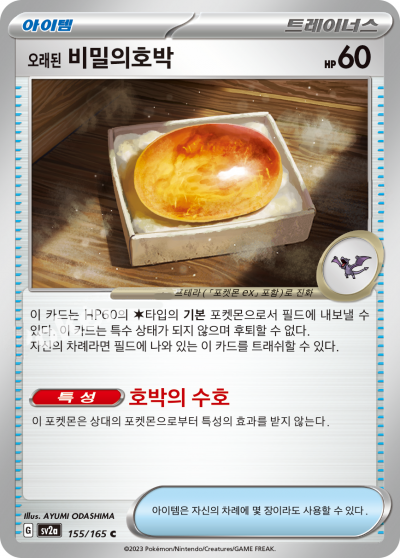 아이템 트레이너스
오래된 비밀의호박 HP 60
프테라 (「포켓몬 ex」 포함)로 진화
이 카드는 HP60의 타입의 기본 포켓몬으로서 필드에 내보낼 수
있다. 이 카드는 특수 상태가 되지 않으며 후퇴할 수 없다.
자신의 차례라면 필드에 나와 있는 이 카드를 트래쉬할 수 있다.
특성 호박의 수호
이 포켓몬은 상대의 포켓몬으로부터 특성의 효과를 받지 않는다.
Illus. AYUMI ODASHIMA
아이템은 자신의 차례에 몇 장이라도 사용할 수 있다.
G sv2a 155/165 C
©2023 Pokémon/Nintendo/Creatures/GAME FREAK.